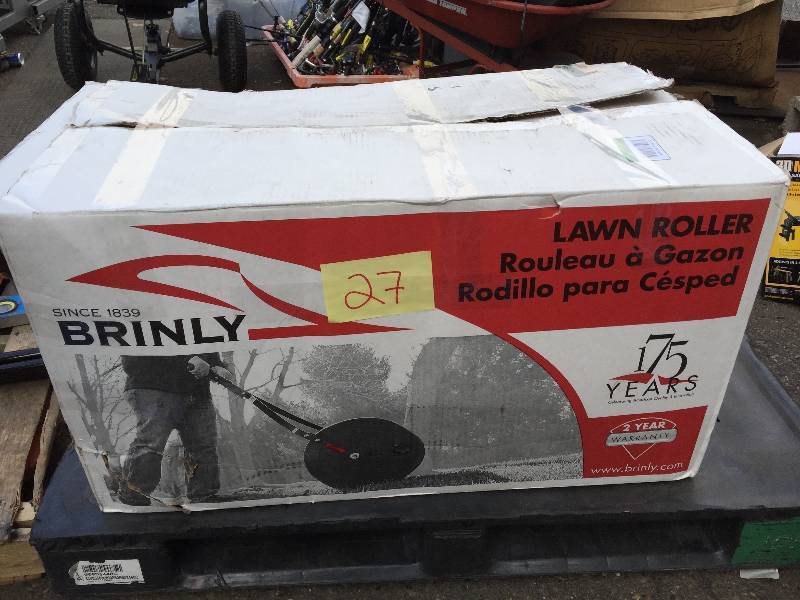 LAWN ROLLER
Rouleau à Gazon
Rodillo para Césped
27
SINCE 1839
BRINLY
175
YEARS
2 YEAR
WARRANTY
www.brinly.com